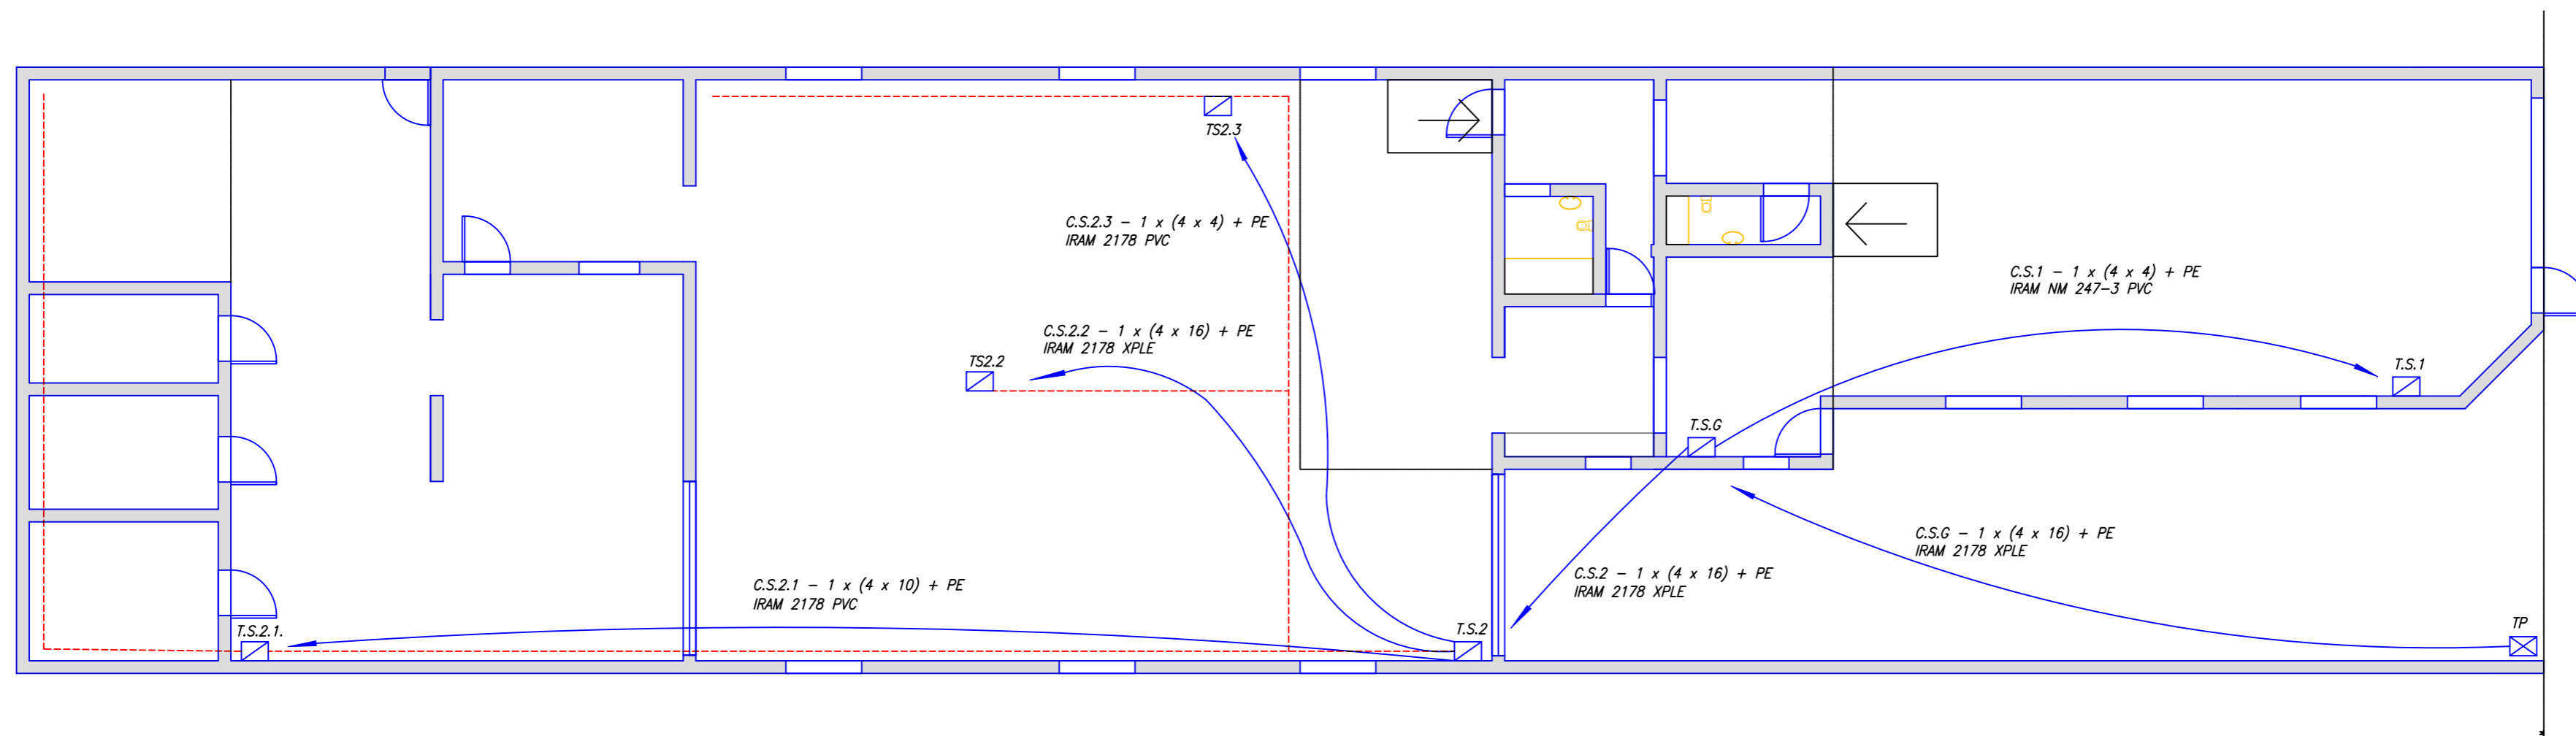 TS2.3
C.S.2.3 - 1 x (4 x 4) + PE
IRAM 2178 PVC
C.S.1 - 1 x (4 x 4) + PE
IRAM NM 247-3 PVC
C.S.2.2 - 1 x (4 x 16) + PE
IRAM 2178 XPLE
TS2.2
T.S.1
T.S.G
C.S.G - 1 x (4 x 16) + PE
IRAM 2178 XPLE
C.S.2 - 1 x (4 x 16) + PE
IRAM 2178 XPLE
C.S.2.1 - 1 x (4 x 10) + PE
IRAM 2178 PVC
T.S.2.1.
T.S.2
TP